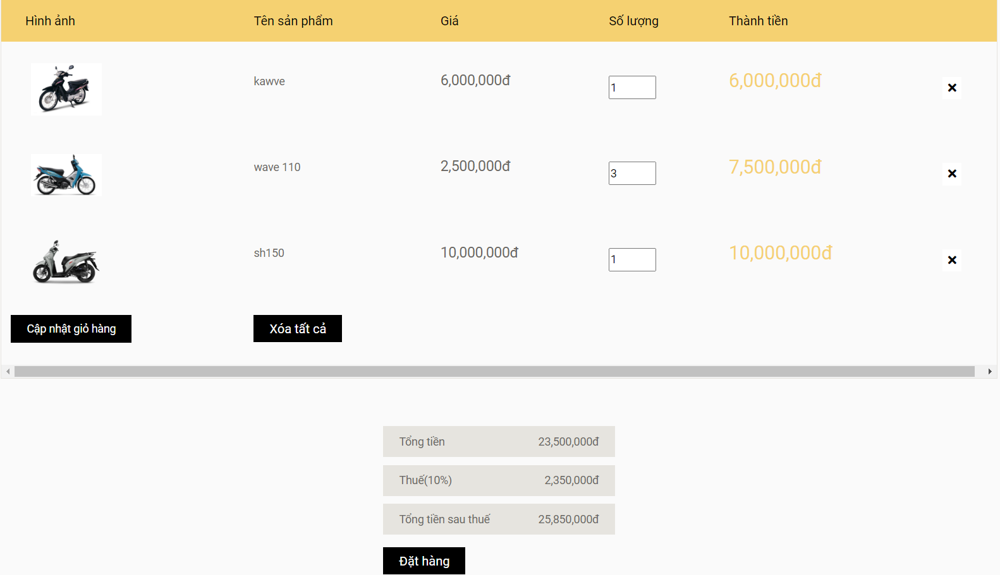 Hình ảnh Tên sản phẩm Giá Số lượng Thành tiền
kawve 6,000,000đ 1 6,000,000đ
wave 110 2,500,000đ 3 7,500,000đ
sh150 10,000,000đ 1 10,000,000đ
Cập nhật giỏ hàng Xóa tất cả
Tổng tiền 23,500,000đ
Thuế(10%) 2,350,000đ
Tổng tiền sau thuế 25,850,000đ
Đặt hàng